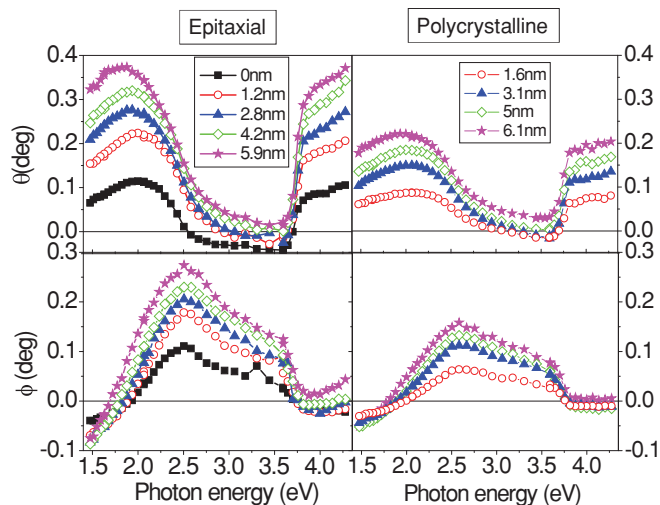 Epitaxial
Polycrystalline
0.4
0.3
0.2
0.1
0.0
0.3
θ(deg)
0nm
1.2nm
2.8nm
4.2nm
5.9nm
1.6nm
3.1nm
5nm
6.1nm
0.4
0.3
0.2
0.1
0.0
0.3
0.2
0.1
0.0
-0.1
ϕ (deg)
0.2
0.1
0.0
-0.1
1.5 2.0 2.5 3.0 3.5 4.0
1.5 2.0 2.5 3.0 3.5 4.0
Photon energy (eV)
Photon energy (eV)